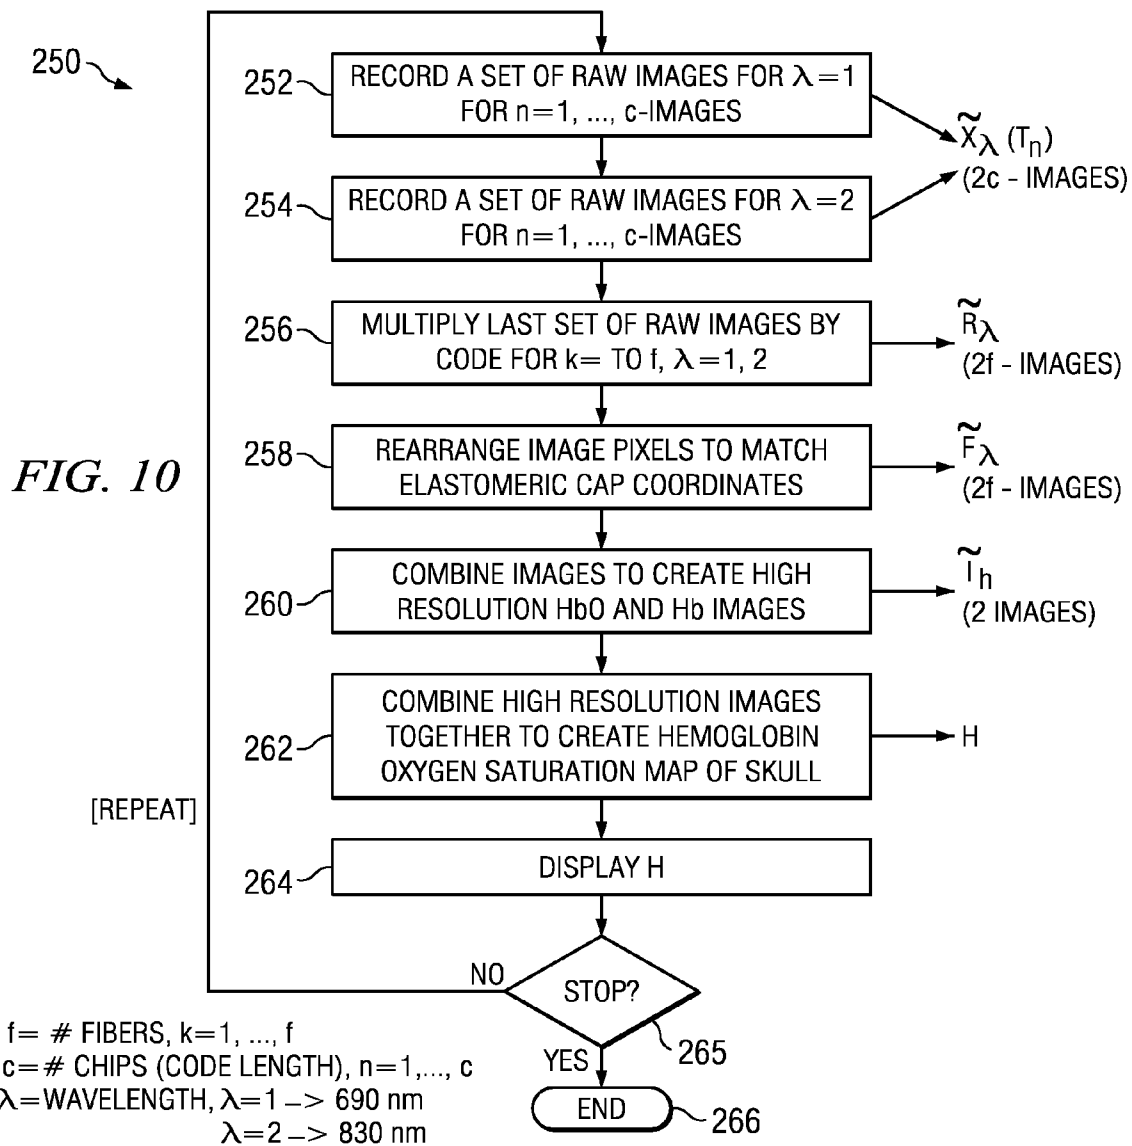 250
252
RECORD A SET OF RAW IMAGES FOR λ=1
FOR n=1, ..., c-IMAGES
X̃λ (Tn)
(2c - IMAGES)
254
RECORD A SET OF RAW IMAGES FOR λ=2
FOR n=1, ..., c-IMAGES
256
MULTIPLY LAST SET OF RAW IMAGES BY
CODE FOR k= TO f, λ=1, 2
R̃λ
(2f - IMAGES)
FIG. 10
258
REARRANGE IMAGE PIXELS TO MATCH
ELASTOMERIC CAP COORDINATES
F̃λ
(2f - IMAGES)
260
COMBINE IMAGES TO CREATE HIGH
RESOLUTION HbO AND Hb IMAGES
Ĩh
(2 IMAGES)
262
COMBINE HIGH RESOLUTION IMAGES
TOGETHER TO CREATE HEMOGLOBIN
OXYGEN SATURATION MAP OF SKULL
H
[REPEAT]
264
DISPLAY H
NO
STOP?
265
YES
END
266
f= # FIBERS, k=1, ..., f
c=# CHIPS (CODE LENGTH), n=1,..., c
λ=WAVELENGTH, λ=1 –> 690 nm
λ=2 –> 830 nm